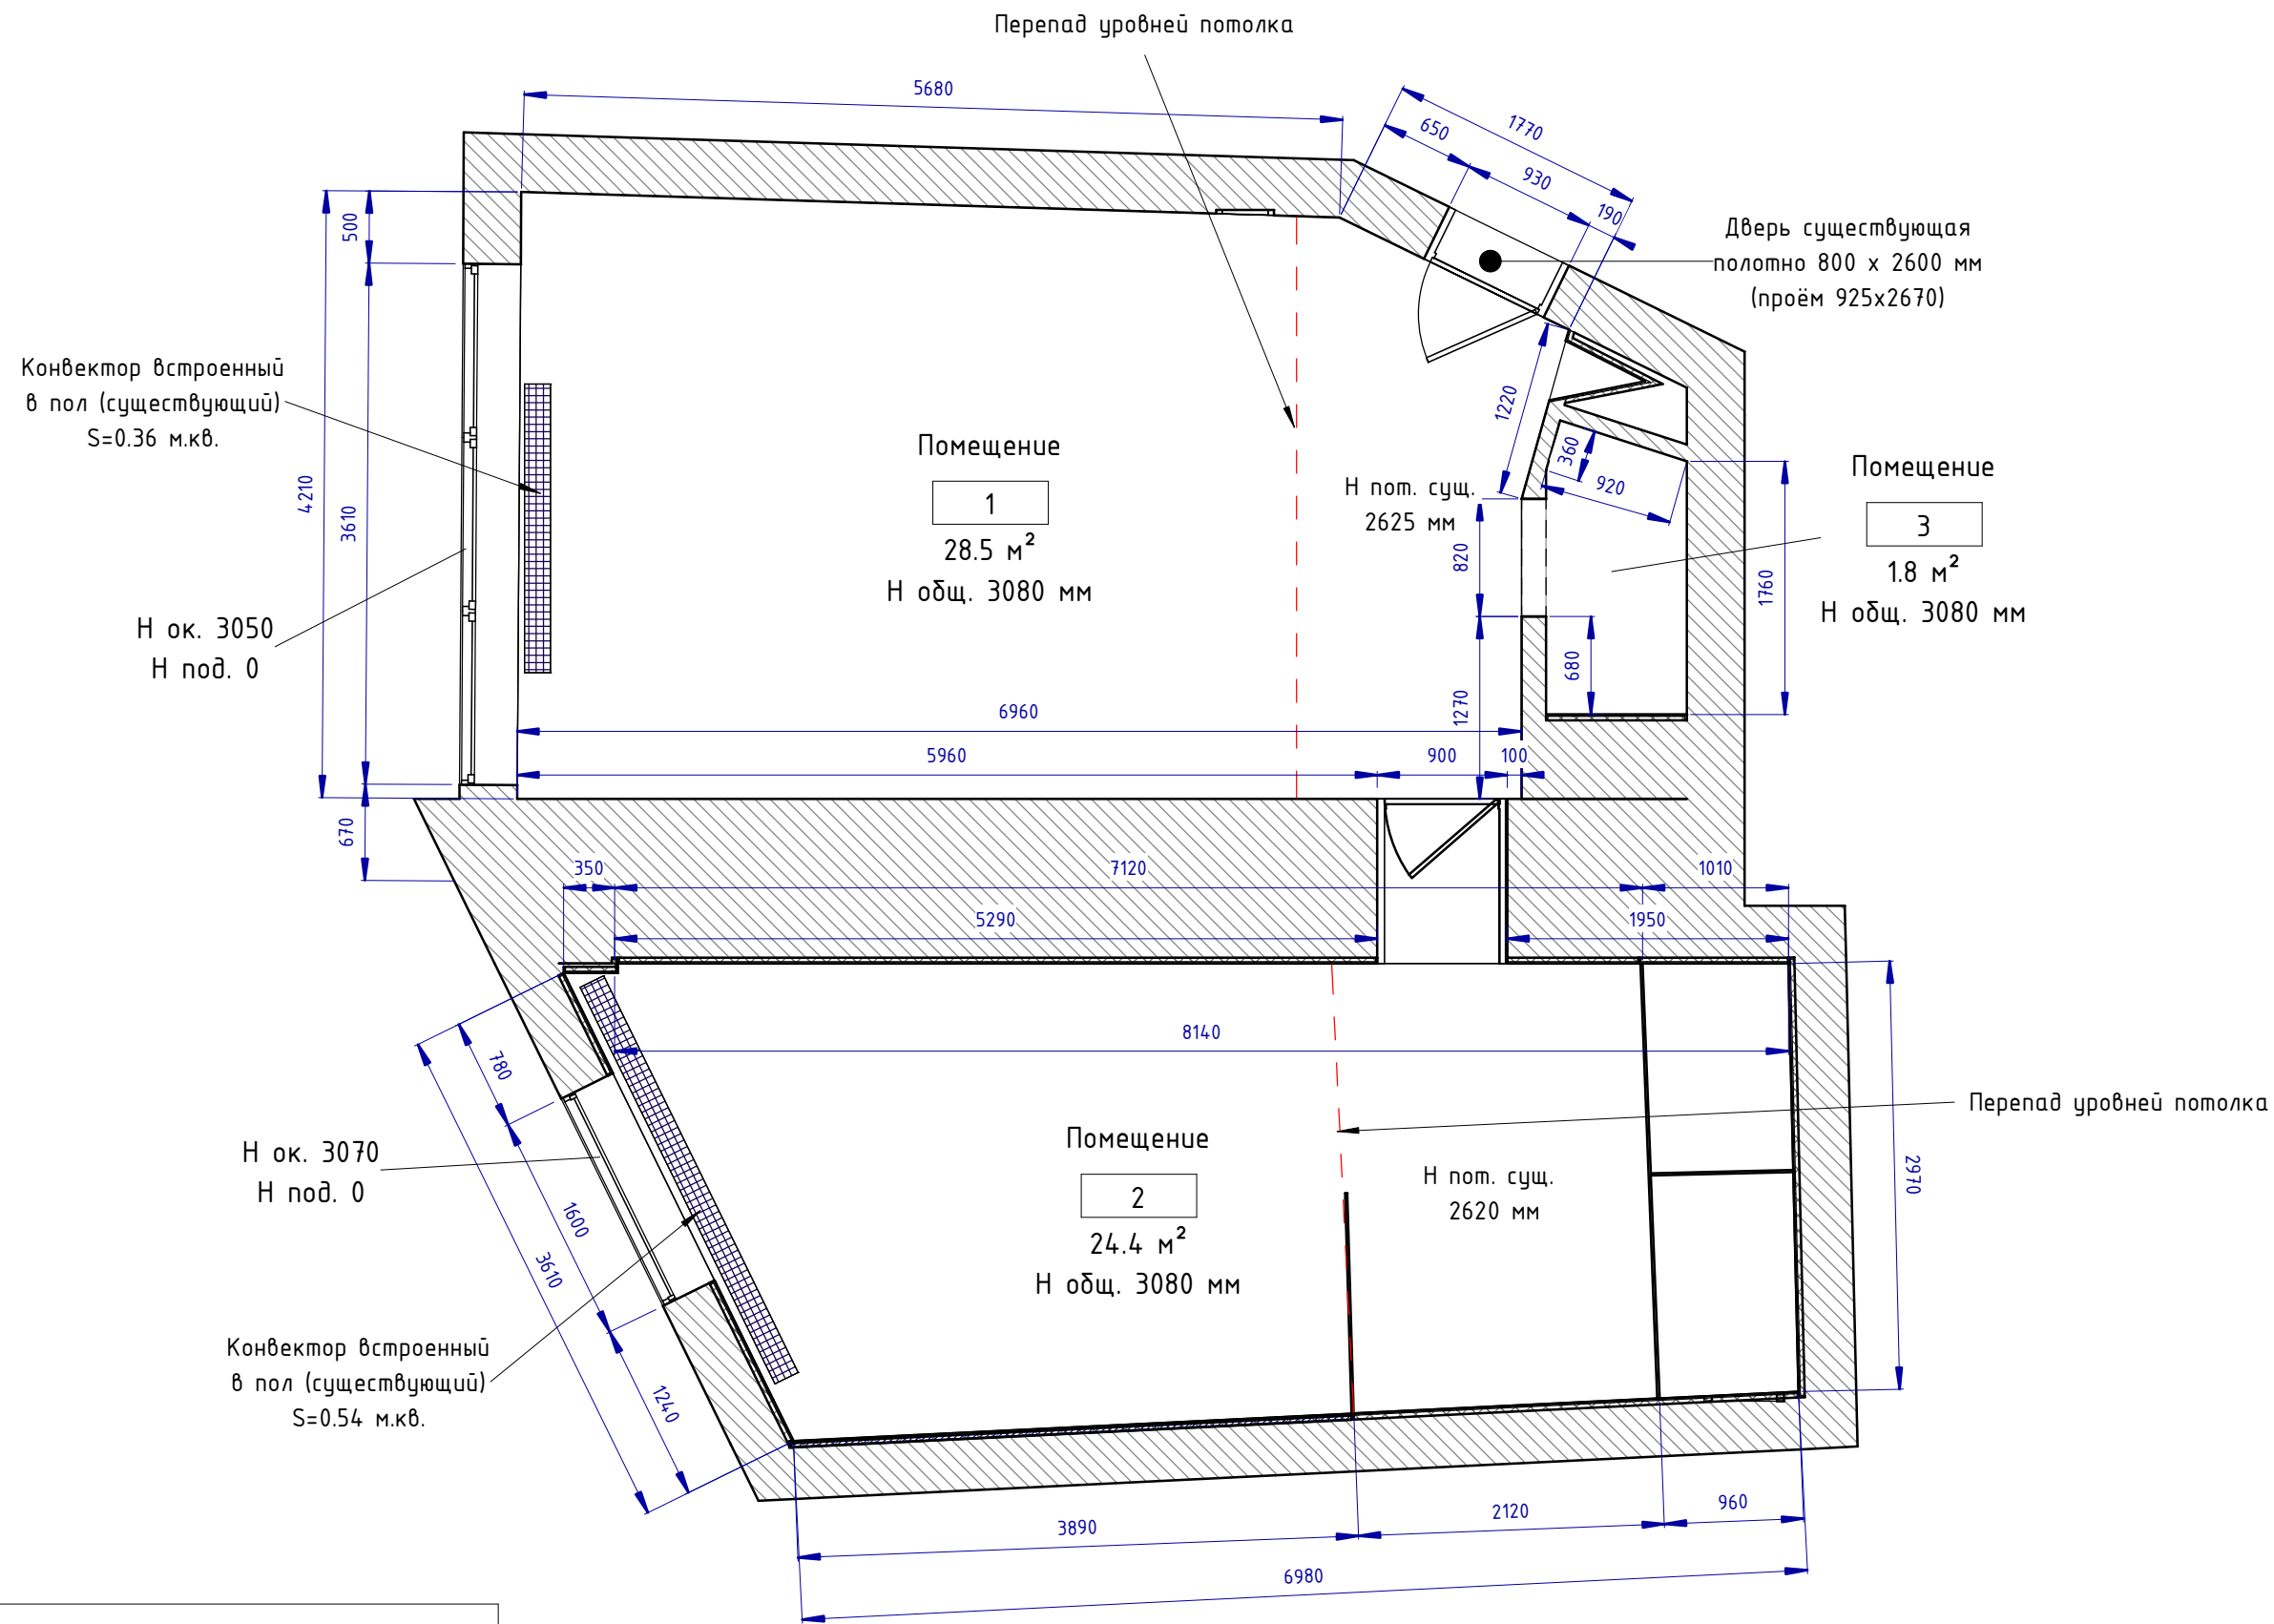 Перепад уровней потолка
5680
1770
650
930
190
Дверь существующая
полотно 800 х 2600 мм
(проём 925х2670)
500
4210
3610
670
Конвектор встроенный
в пол (существующий)
S=0.36 м.кв.
Помещение
1
28.5 м²
Н общ. 3080 мм
Н пот. сущ.
2625 мм
1220
360
920
820
1760
680
1270
Помещение
3
1.8 м²
Н общ. 3080 мм
Н ок. 3050
Н под. 0
6960
5960
900
100
350
7120
1010
5290
1950
8140
780
1600
3610
1240
2970
Перепад уровней потолка
Н ок. 3070
Н под. 0
Помещение
2
24.4 м²
Н общ. 3080 мм
Н пот. сущ.
2620 мм
Конвектор встроенный
в пол (существующий)
S=0.54 м.кв.
3890
2120
960
6980